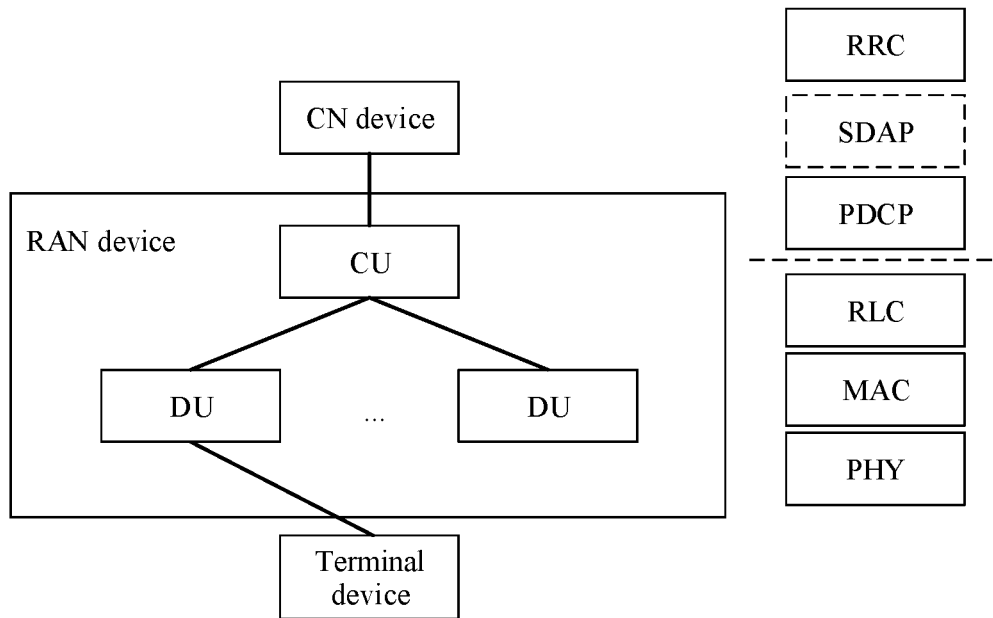 CN device
RAN device
CU
DU
...
DU
Terminal
device
RRC
SDAP
PDCP
RLC
MAC
PHY